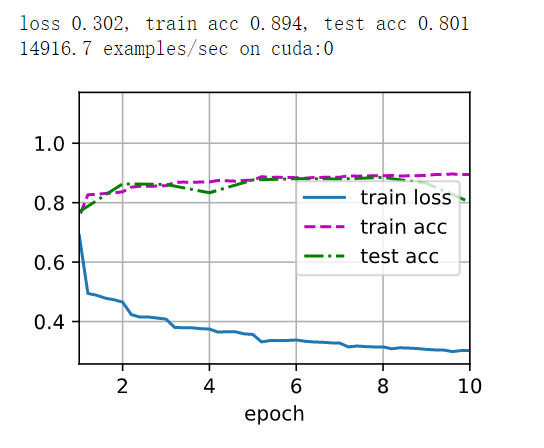 loss 0.302, train acc 0.894, test acc 0.801
14916.7 examples/sec on cuda:0
1.0
0.8
0.6
0.4
train loss
train acc
test acc
2 4 6 8 10
epoch